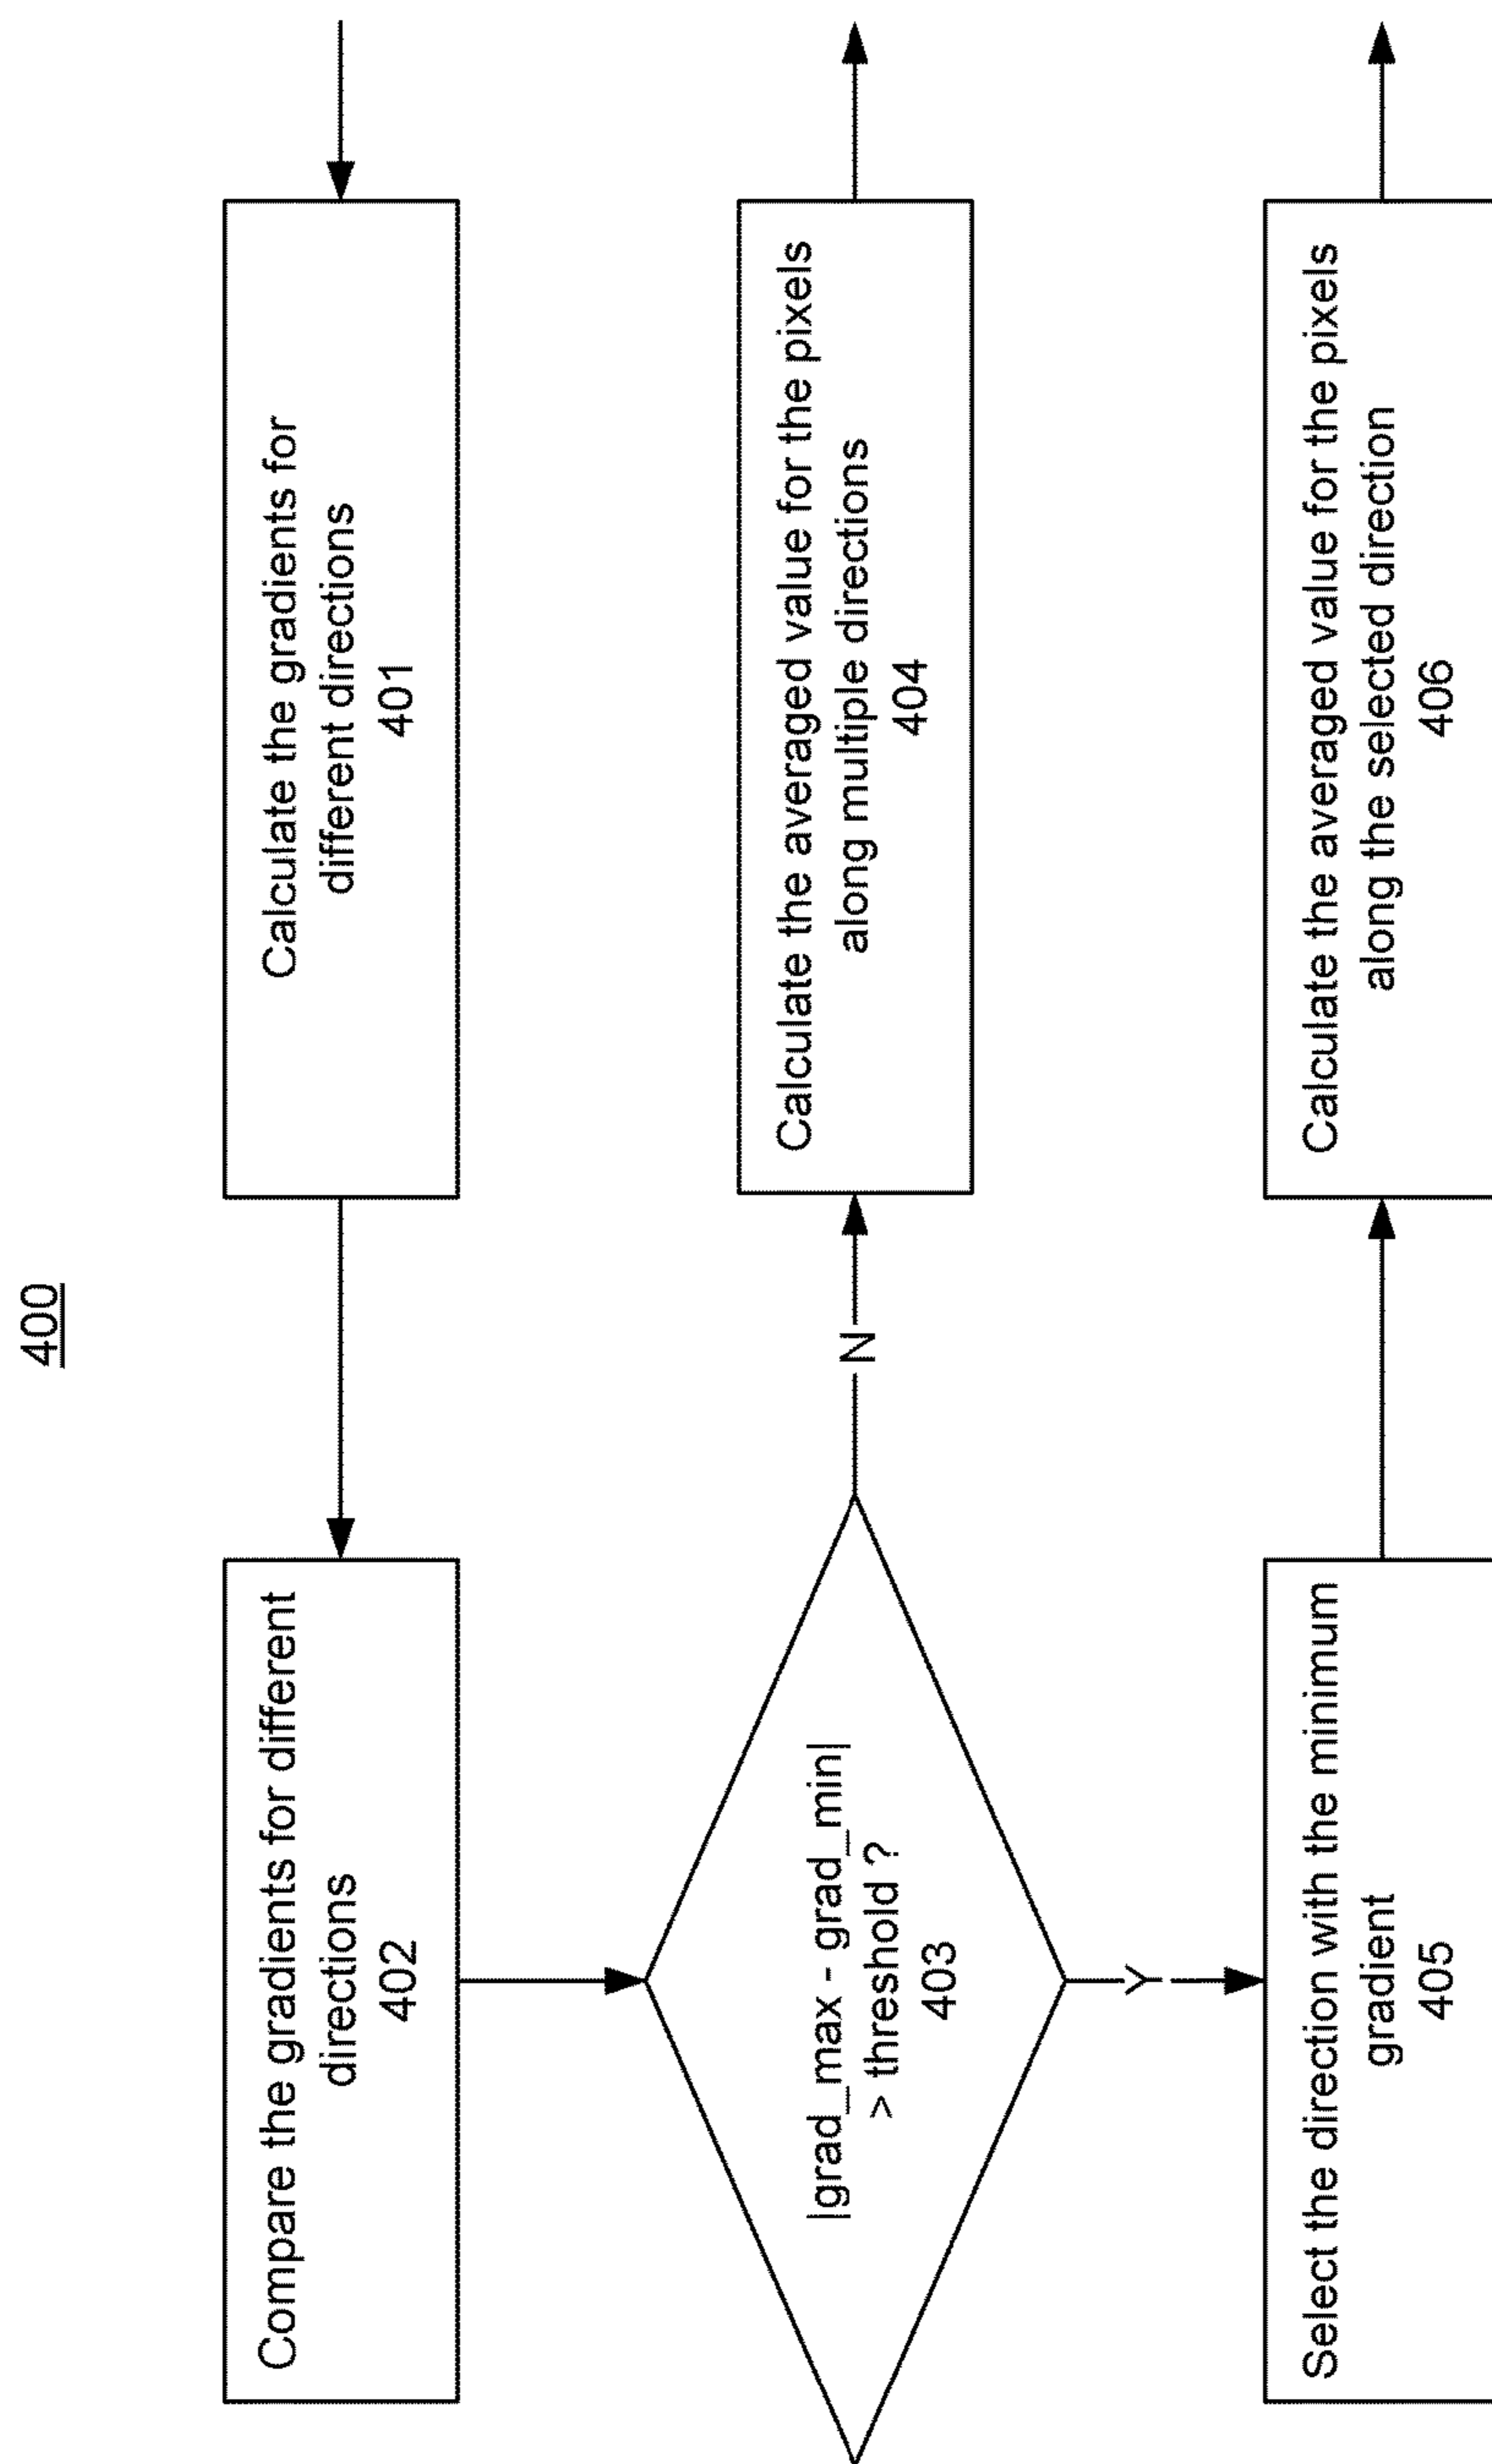 400
Calculate the gradients for
different directions
401
Compare the gradients for different
directions
402
|grad_max - grad_min|
> threshold ?
403
N
Y
Calculate the averaged value for the pixels
along multiple directions
404
Select the direction with the minimum
gradient
405
Calculate the averaged value for the pixels
along the selected direction
406